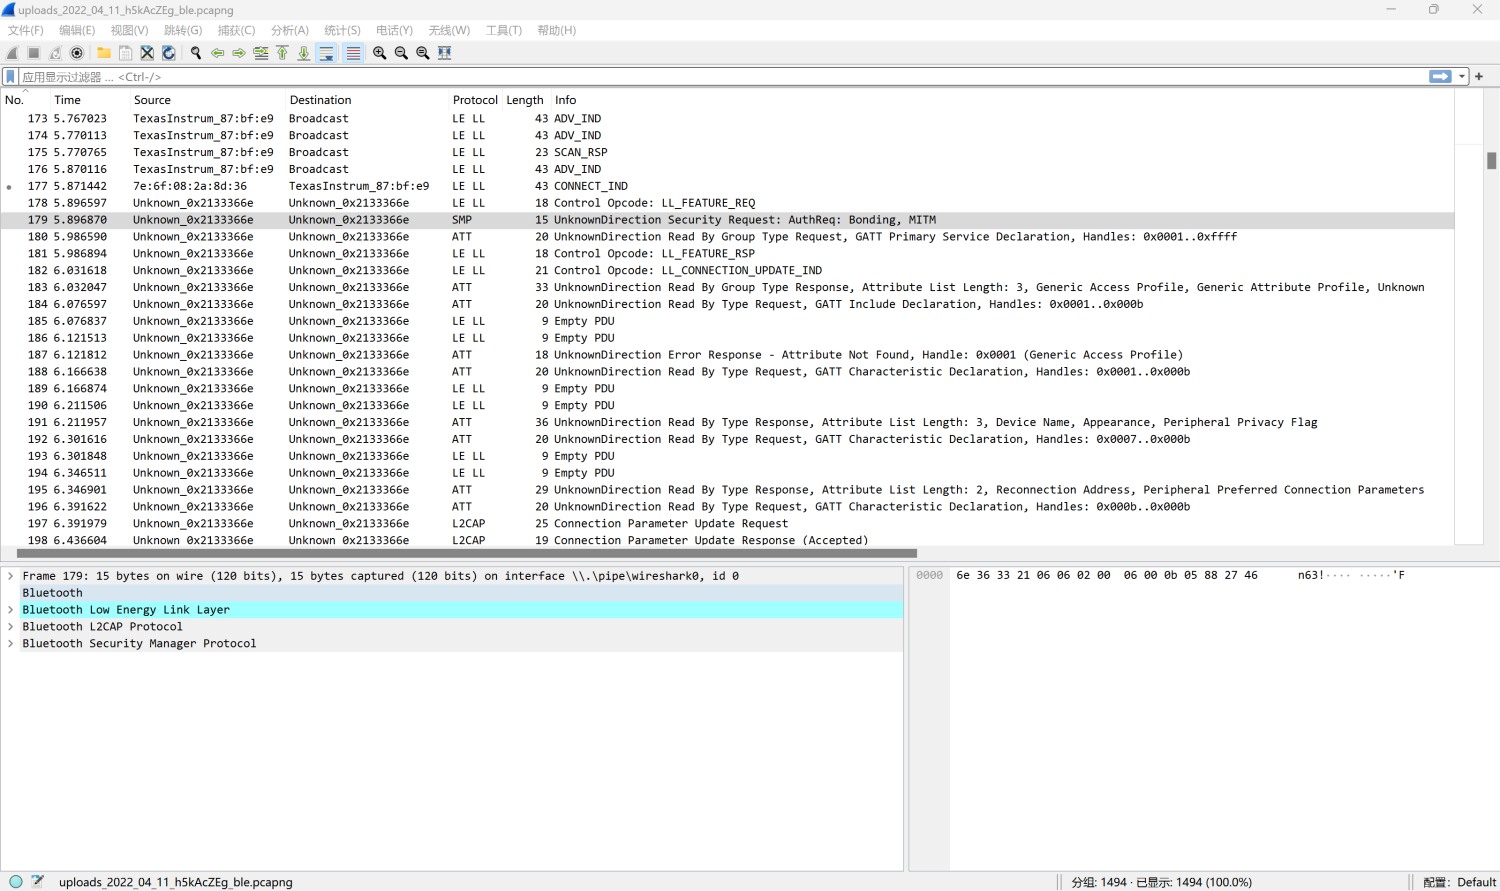 uploads_2022_04_11_h5kAcZEg_ble.pcapng
文件(F) 编辑(E) 视图(V) 跳转(G) 捕获(C) 分析(A) 统计(S) 电话(Y) 无线(W) 工具(T) 帮助(H)
应用显示过滤器 … <Ctrl-/>
No. Time Source Destination Protocol Length Info
173 5.767023 TexasInstrum_87:bf:e9 Broadcast LE LL 43 ADV_IND
174 5.770113 TexasInstrum_87:bf:e9 Broadcast LE LL 43 ADV_IND
175 5.770765 TexasInstrum_87:bf:e9 Broadcast LE LL 23 SCAN_RSP
176 5.870116 TexasInstrum_87:bf:e9 Broadcast LE LL 43 ADV_IND
177 5.871442 7e:6f:08:2a:8d:36 TexasInstrum_87:bf:e9 LE LL 43 CONNECT_IND
178 5.896597 Unknown_0x2133366e Unknown_0x2133366e LE LL 18 Control Opcode: LL_FEATURE_REQ
179 5.896870 Unknown_0x2133366e Unknown_0x2133366e SMP 15 UnknownDirection Security Request: AuthReq: Bonding, MITM
180 5.986590 Unknown_0x2133366e Unknown_0x2133366e ATT 20 UnknownDirection Read By Group Type Request, GATT Primary Service Declaration, Handles: 0x0001..0xffff
181 5.986894 Unknown_0x2133366e Unknown_0x2133366e LE LL 18 Control Opcode: LL_FEATURE_RSP
182 6.031618 Unknown_0x2133366e Unknown_0x2133366e LE LL 21 Control Opcode: LL_CONNECTION_UPDATE_IND
183 6.032047 Unknown_0x2133366e Unknown_0x2133366e ATT 33 UnknownDirection Read By Group Type Response, Attribute List Length: 3, Generic Access Profile, Generic Attribute Profile, Unknown
184 6.076597 Unknown_0x2133366e Unknown_0x2133366e ATT 20 UnknownDirection Read By Type Request, GATT Include Declaration, Handles: 0x0001..0x000b
185 6.076837 Unknown_0x2133366e Unknown_0x2133366e LE LL 9 Empty PDU
186 6.121513 Unknown_0x2133366e Unknown_0x2133366e LE LL 9 Empty PDU
187 6.121812 Unknown_0x2133366e Unknown_0x2133366e ATT 18 UnknownDirection Error Response - Attribute Not Found, Handle: 0x0001 (Generic Access Profile)
188 6.166638 Unknown_0x2133366e Unknown_0x2133366e ATT 20 UnknownDirection Read By Type Request, GATT Characteristic Declaration, Handles: 0x0001..0x000b
189 6.166874 Unknown_0x2133366e Unknown_0x2133366e LE LL 9 Empty PDU
190 6.211506 Unknown_0x2133366e Unknown_0x2133366e LE LL 9 Empty PDU
191 6.211957 Unknown_0x2133366e Unknown_0x2133366e ATT 36 UnknownDirection Read By Type Response, Attribute List Length: 3, Device Name, Appearance, Peripheral Privacy Flag
192 6.301616 Unknown_0x2133366e Unknown_0x2133366e ATT 20 UnknownDirection Read By Type Request, GATT Characteristic Declaration, Handles: 0x0007..0x000b
193 6.301848 Unknown_0x2133366e Unknown_0x2133366e LE LL 9 Empty PDU
194 6.346511 Unknown_0x2133366e Unknown_0x2133366e LE LL 9 Empty PDU
195 6.346901 Unknown_0x2133366e Unknown_0x2133366e ATT 29 UnknownDirection Read By Type Response, Attribute List Length: 2, Reconnection Address, Peripheral Preferred Connection Parameters
196 6.391622 Unknown_0x2133366e Unknown_0x2133366e ATT 20 UnknownDirection Read By Type Request, GATT Characteristic Declaration, Handles: 0x000b..0x000b
197 6.391979 Unknown_0x2133366e Unknown_0x2133366e L2CAP 25 Connection Parameter Update Request
198 6.436604 Unknown_0x2133366e Unknown_0x2133366e L2CAP 19 Connection Parameter Update Response (Accepted)
Frame 179: 15 bytes on wire (120 bits), 15 bytes captured (120 bits) on interface \\.\pipe\wireshark0, id 0
Bluetooth
Bluetooth Low Energy Link Layer
Bluetooth L2CAP Protocol
Bluetooth Security Manager Protocol
0000 6e 36 33 21 06 06 02 00 06 00 0b 05 88 27 46 n63!···· ·····'F
uploads_2022_04_11_h5kAcZEg_ble.pcapng
分组: 1494 · 已显示: 1494 (100.0%)
配置: Default